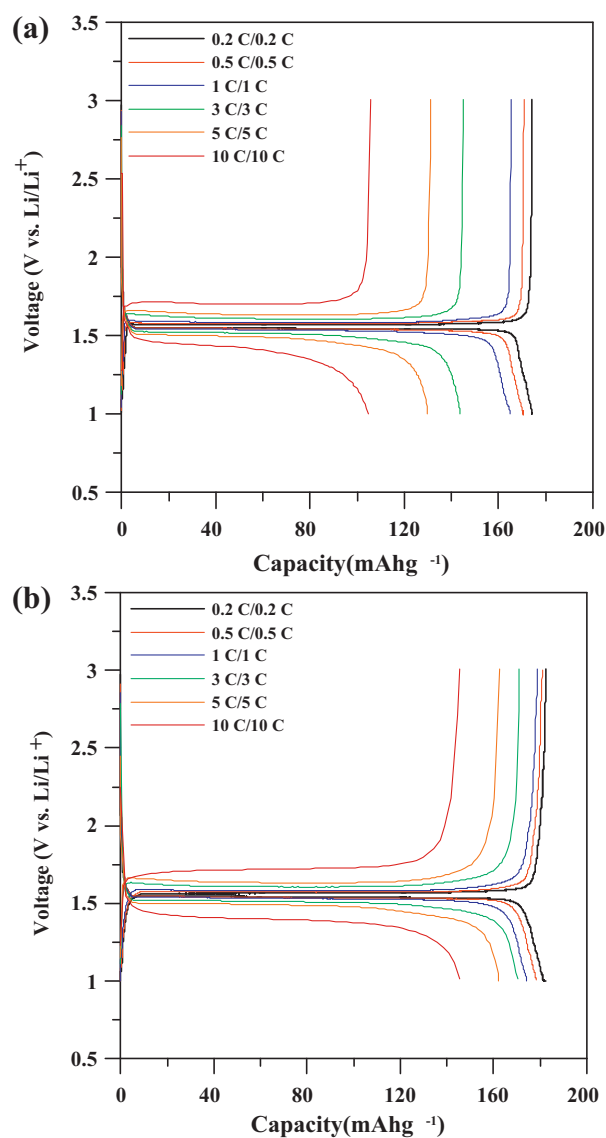 (a)
3.5
0.2 C/0.2 C
0.5 C/0.5 C
1 C/1 C
3 C/3 C
5 C/5 C
10 C/10 C
3
2.5
2
1.5
1
0.5
Voltage (V vs. Li/Li+)
0 40 80 120 160 200
Capacity(mAhg -1)
(b)
3.5
0.2 C/0.2 C
0.5 C/0.5 C
1 C/1 C
3 C/3 C
5 C/5 C
10 C/10 C
3
2.5
2
1.5
1
0.5
Voltage (V vs. Li/Li+)
0 40 80 120 160 200
Capacity(mAhg -1)